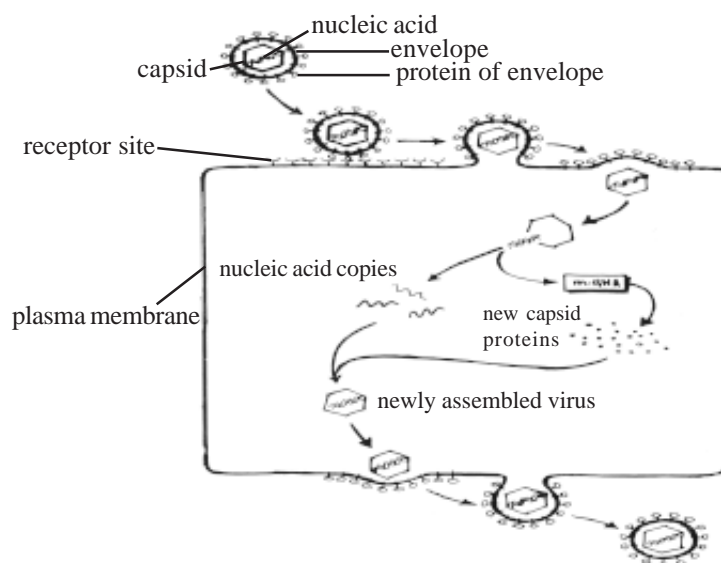 nucleic acid
envelope
capsid
protein of envelope
receptor site
nucleic acid copies
plasma membrane
new capsid
proteins
newly assembled virus